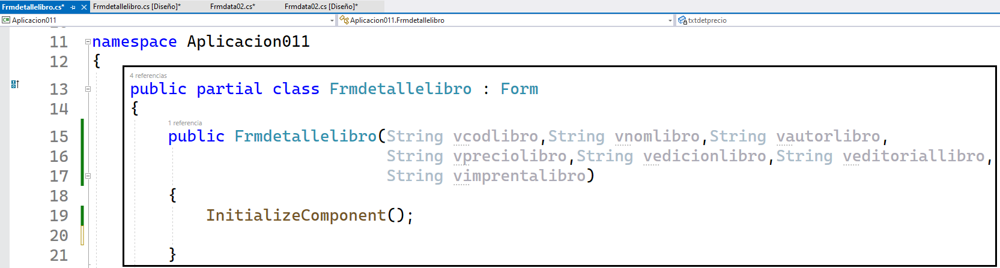 Frmdetallelibro.cs* Frmdetallelibro.cs [Diseño]* Frmdata02.cs* Frmdata02.cs [Diseño]*
C# Aplicacion011 Aplicacion011.Frmdetallelibro txtdetprecio
11 namespace Aplicacion011
12 {
4 referencias
13 public partial class Frmdetallelibro : Form
14 {
1 referencia
15 public Frmdetallelibro(String vcodlibro,String vnomlibro,String vautorlibro,
16 String vpreciolibro,String vedicionlibro,String veditoriallibro,
17 String vimprentalibro)
18 {
19 InitializeComponent();
20
21 }